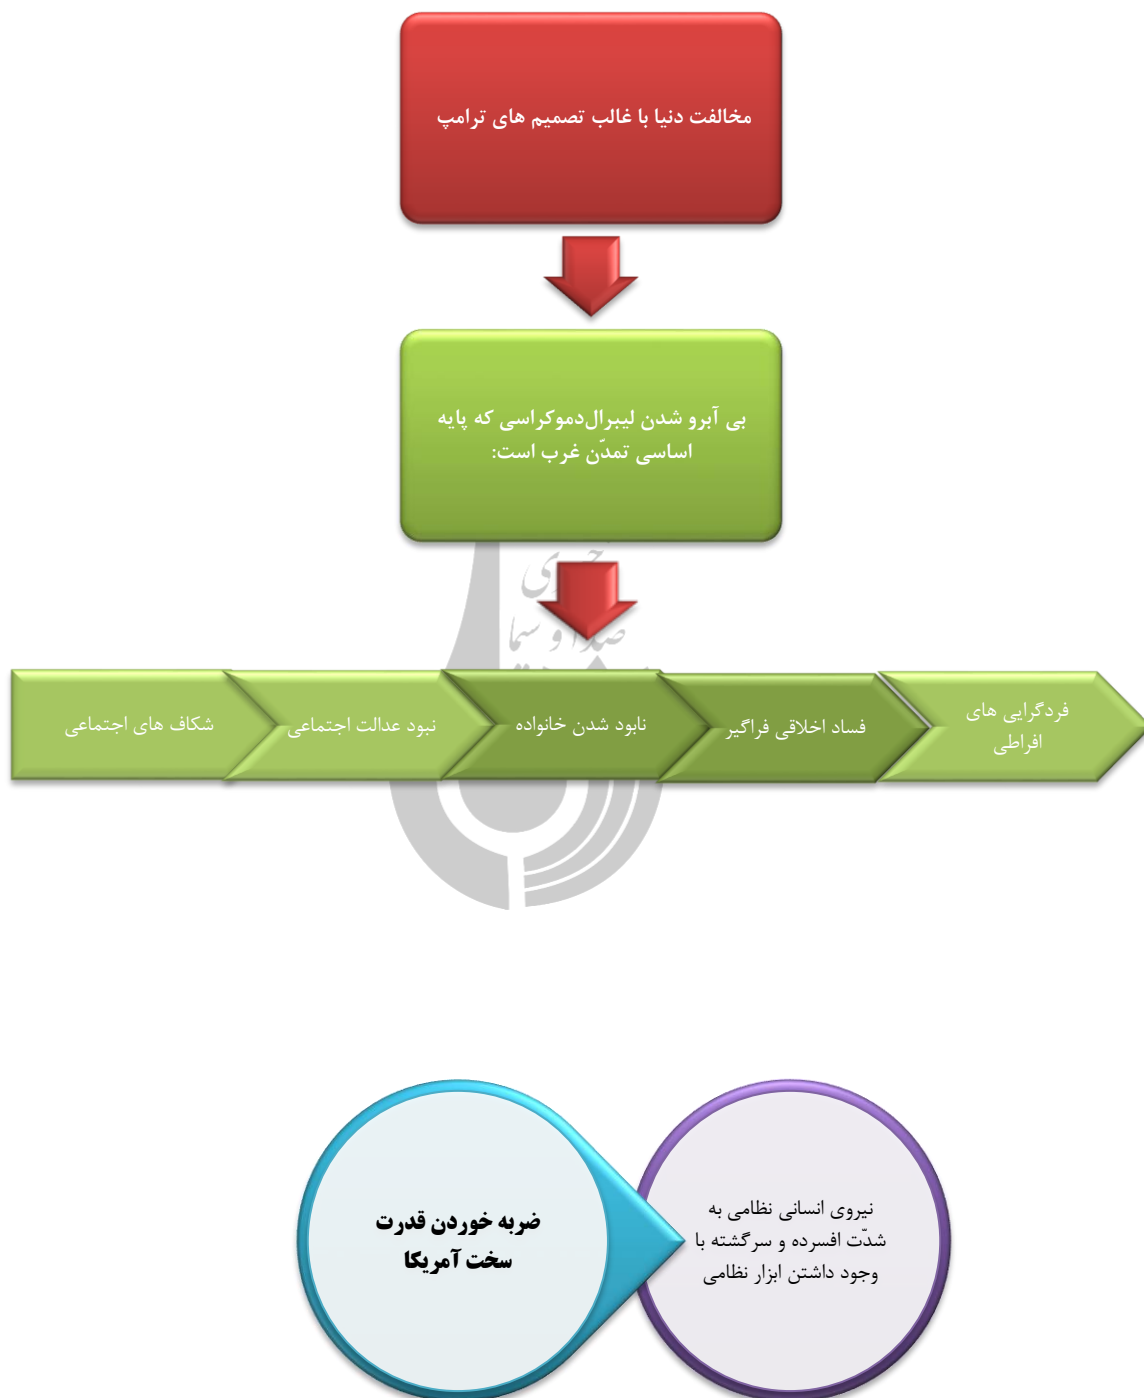 مخالفت دنیا با غالب تصمیم های ترامپ
بی آبرو شدن لیبرال‌دموکراسی که پایه
اساسی تمدّن غرب است:
صدا و سیما
فردگرایی های
افراطی
فساد اخلاقی فراگیر
نابود شدن خانواده
نبود عدالت اجتماعی
شکاف های اجتماعی
نیروی انسانی نظامی به
شدّت افسرده و سرگشته با
وجود داشتن ابزار نظامی
ضربه خوردن قدرت
سخت آمریکا